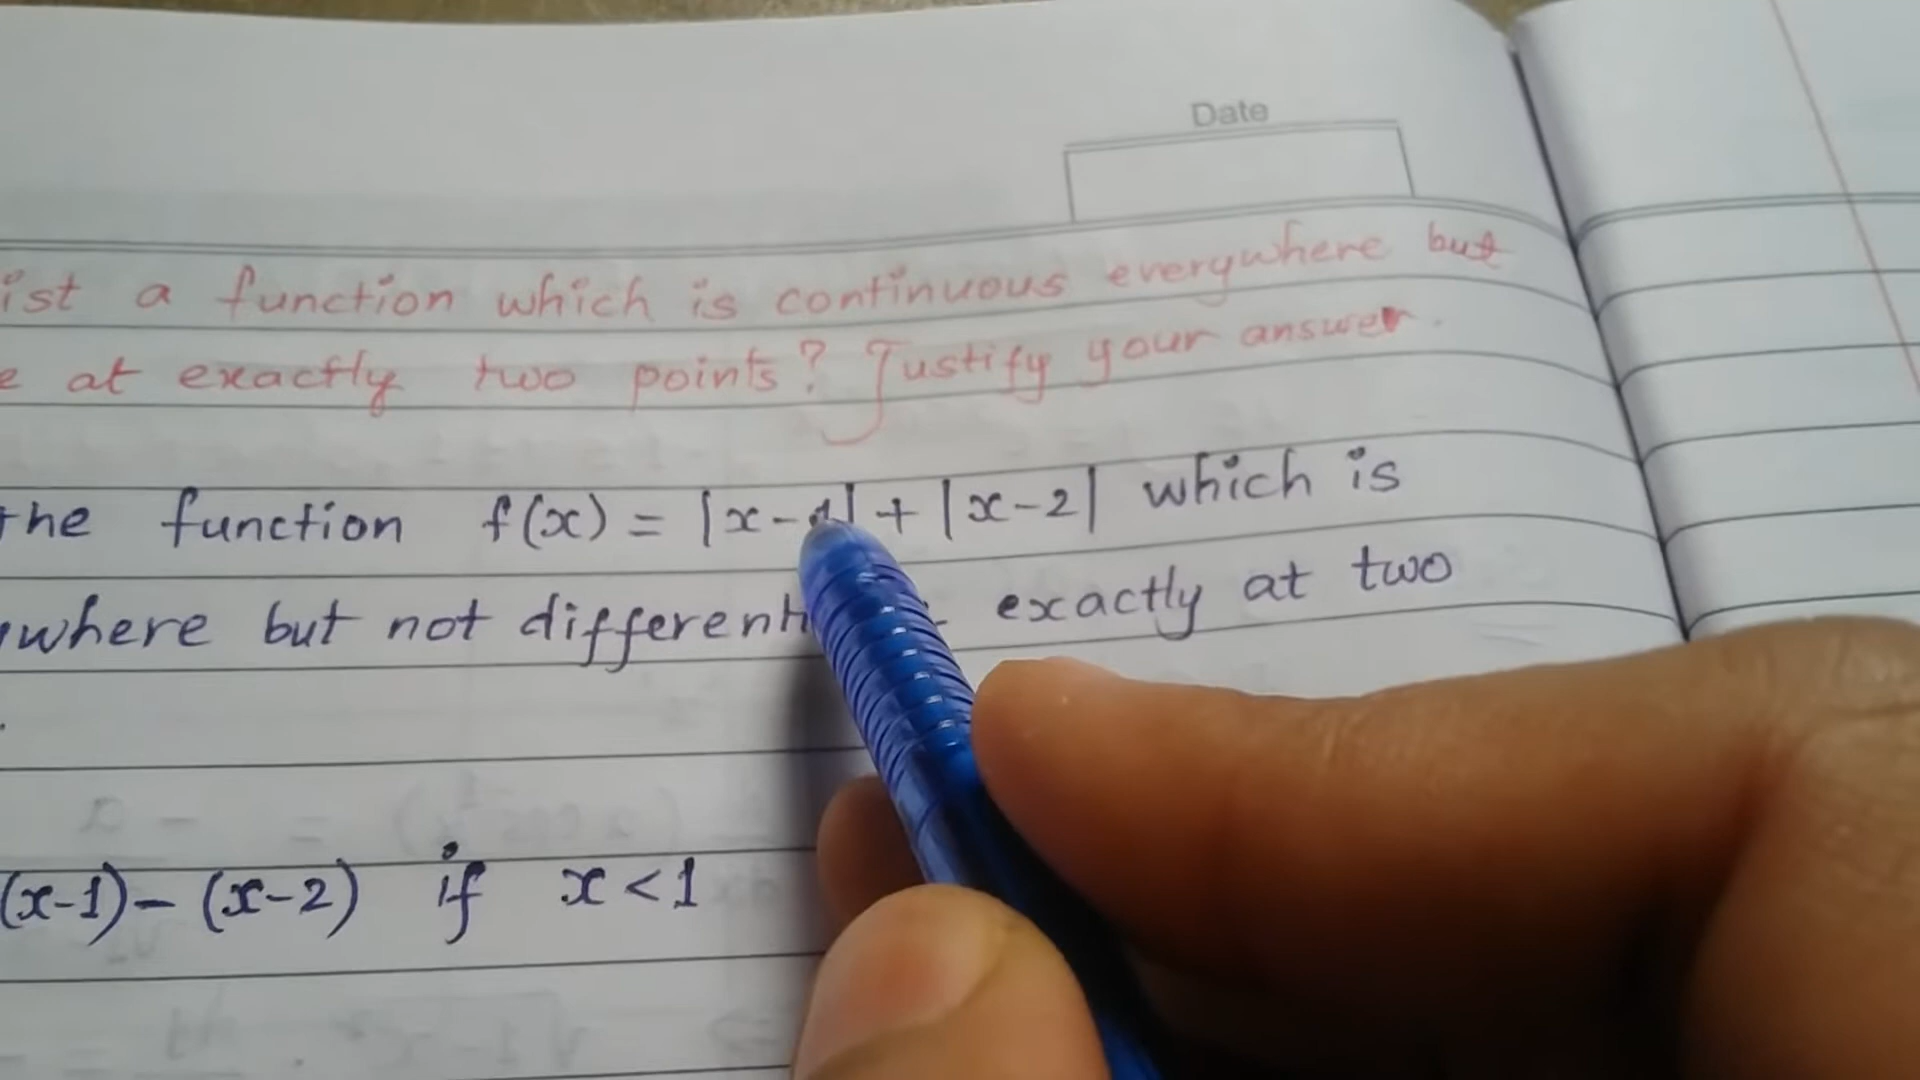 Date
ist a function which is continuous everywhere but
e at exactly two points? Justify your answer.
the function f(x) = |x-1| + |x-2| which is
where but not exactly at two
(x-1) - (x-2) if x < 1